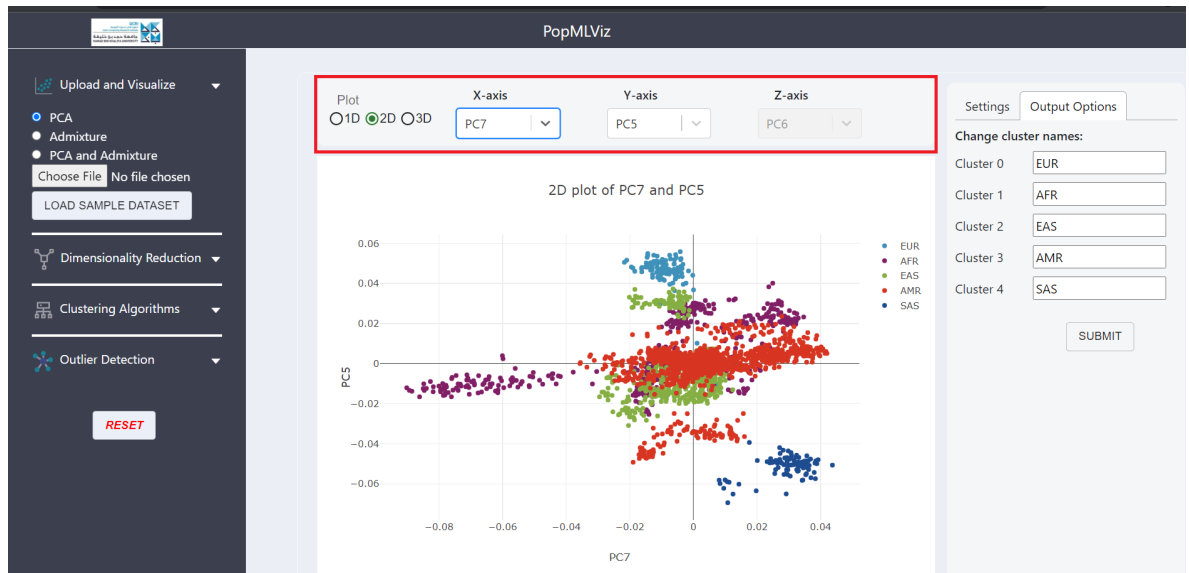 PopMLViz
Upload and Visualize
PCA
Admixture
PCA and Admixture
Choose File No file chosen
LOAD SAMPLE DATASET
Dimensionality Reduction
Clustering Algorithms
Outlier Detection
RESET
Plot
1D 2D 3D
X-axis
PC7
Y-axis
PC5
Z-axis
PC6
2D plot of PC7 and PC5
0.06
0.04
0.02
0
−0.02
−0.04
−0.06
PC5
−0.08 −0.06 −0.04 −0.02 0 0.02 0.04
PC7
EUR
AFR
EAS
AMR
SAS
Settings Output Options
Change cluster names:
Cluster 0 EUR
Cluster 1 AFR
Cluster 2 EAS
Cluster 3 AMR
Cluster 4 SAS
SUBMIT